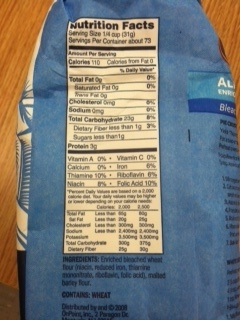 Nutrition Facts
Serving Size 1/4 cup (31g)
Servings Per Container about 73
Amount Per Serving
Calories 110 Calories from Fat 0
% Daily Value*
Total Fat 0g 0%
Saturated Fat 0g 0%
Trans Fat 0g
Cholesterol 0mg 0%
Sodium 0mg 0%
Total Carbohydrate 23g 8%
Dietary Fiber less than 1g 3%
Sugars less than 1g
Protein 3g
Vitamin A 0% • Vitamin C 0%
Calcium 0% • Iron 6%
Thiamine 10% • Riboflavin 6%
Niacin 8% • Folic Acid 10%
*Percent Daily Values are based on a 2,000
calorie diet. Your daily values may be higher
or lower depending on your calorie needs:
Calories: 2,000 2,500
Total Fat Less than 65g 80g
Sat Fat Less than 20g 25g
Cholesterol Less than 300mg 300mg
Sodium Less than 2,400mg 2,400mg
Potassium 3,500mg 3,500mg
Total Carbohydrate 300g 375g
Dietary Fiber 25g 30g
INGREDIENTS: Enriched bleached wheat
flour (niacin, reduced iron, thiamine
mononitrate, riboflavin, folic acid), malted
barley flour.
CONTAINS: WHEAT
Distributed by and © 2009
AL
ENRIC
Blea